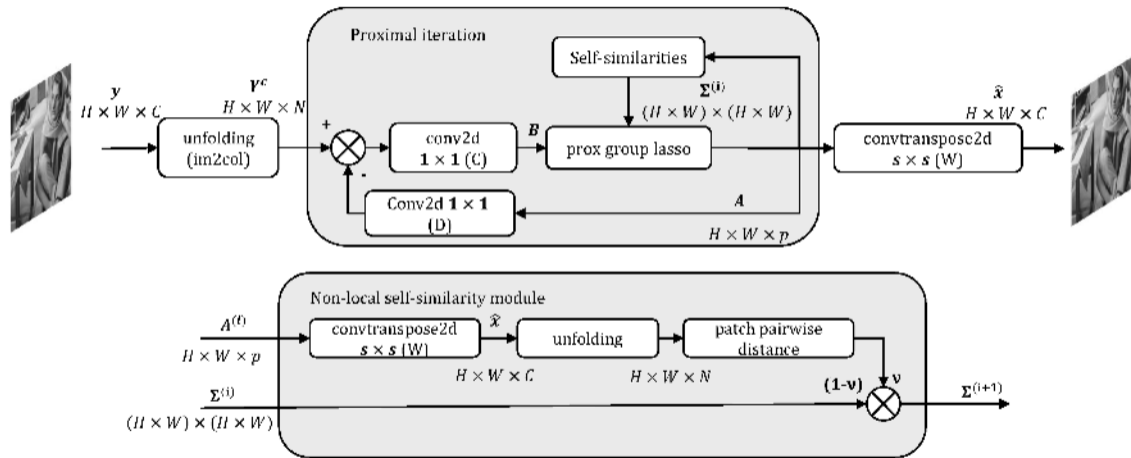 Proximal iteration
Self-similarities
y
H × W × C
Y^c
H × W × N
Σ^(i)
(H × W) × (H × W)
x̂
H × W × C
unfolding
(im2col)
+
-
conv2d
1 × 1 (C)
B
prox group lasso
convtranspose2d
s × s (W)
Conv2d 1 × 1
(D)
A
H × W × p
Non-local self-similarity module
A^(t)
H × W × p
convtranspose2d
s × s (W)
x̂
H × W × C
unfolding
H × W × N
patch pairwise
distance
Σ^(i)
(H × W) × (H × W)
(1-ν)
ν
Σ^(i+1)